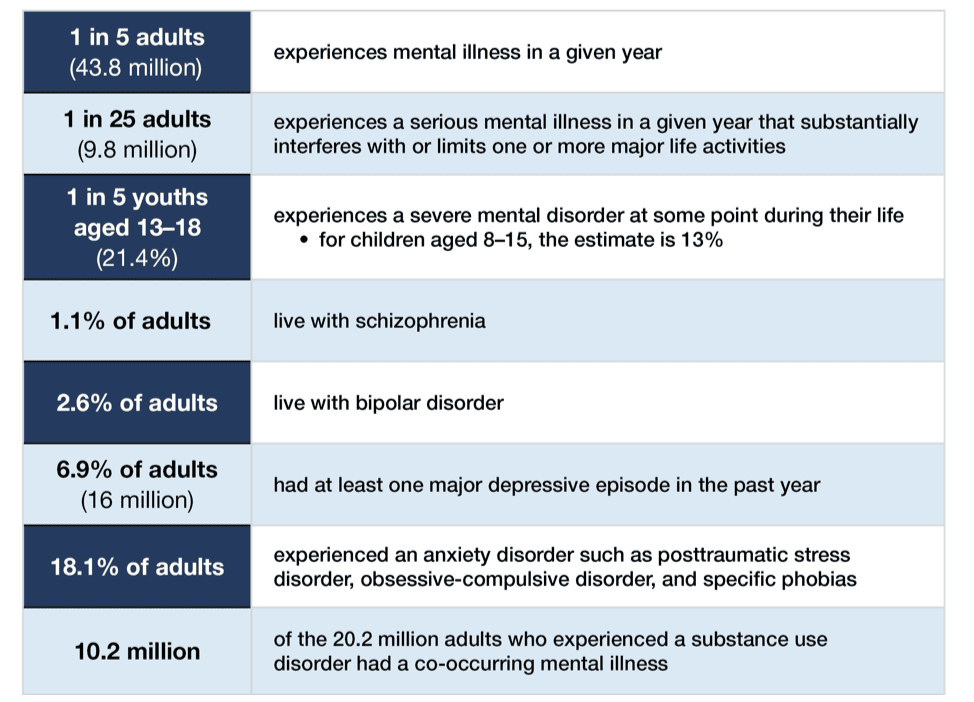 1 in 5 adults
(43.8 million)
experiences mental illness in a given year
1 in 25 adults
(9.8 million)
experiences a serious mental illness in a given year that substantially
interferes with or limits one or more major life activities
1 in 5 youths
aged 13–18
(21.4%)
experiences a severe mental disorder at some point during their life
• for children aged 8–15, the estimate is 13%
1.1% of adults
live with schizophrenia
2.6% of adults
live with bipolar disorder
6.9% of adults
(16 million)
had at least one major depressive episode in the past year
18.1% of adults
experienced an anxiety disorder such as posttraumatic stress
disorder, obsessive-compulsive disorder, and specific phobias
10.2 million
of the 20.2 million adults who experienced a substance use
disorder had a co-occurring mental illness